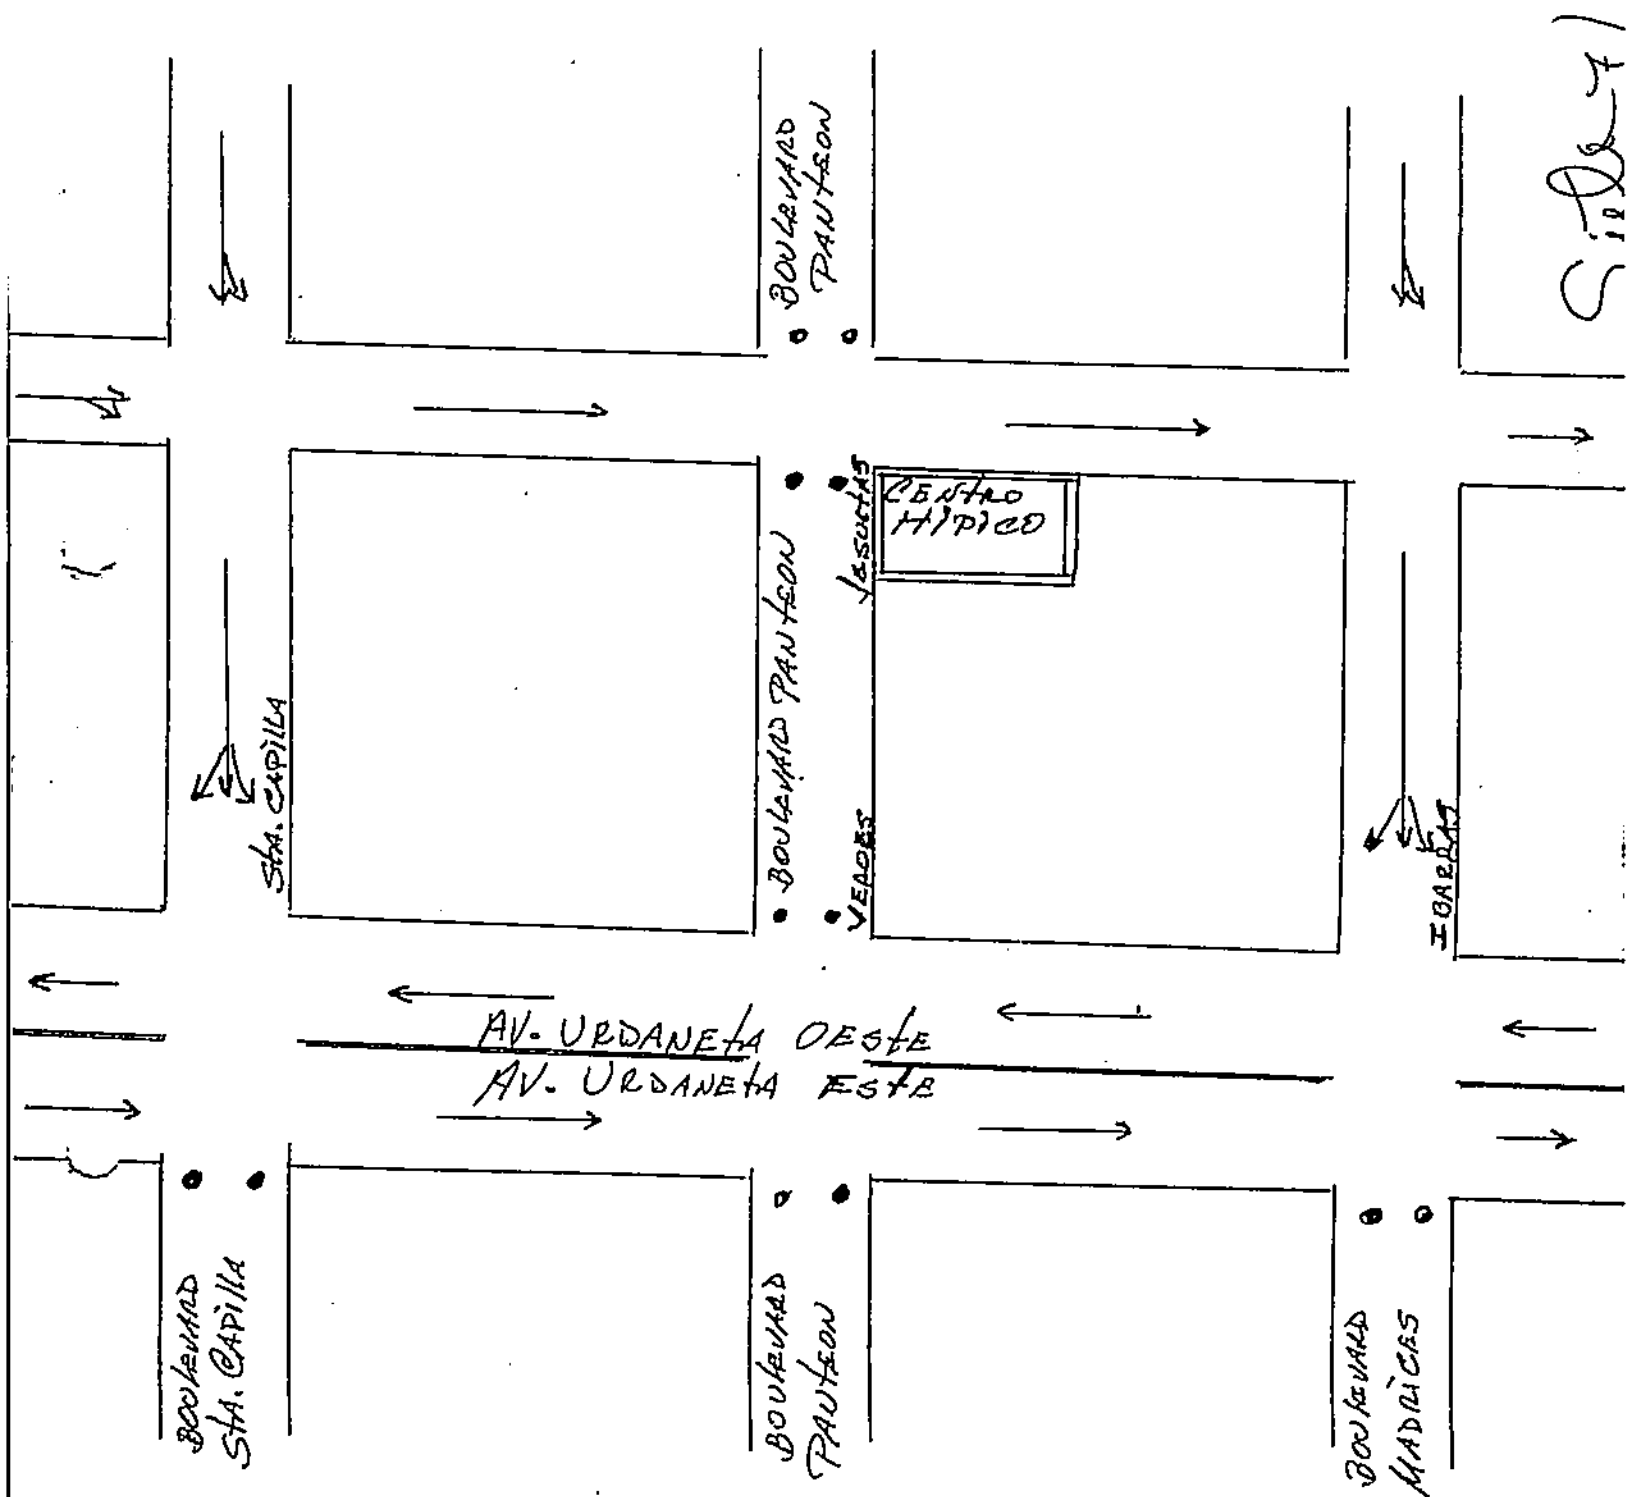 BOULEVARD
PANTEON
CENTRO
HIPICO
JESUITAS
BOULEVARD PANTEON
STA. CAPILLA
VEROES
IBARRAS
AV. URDANETA OESTE
AV. URDANETA ESTE
BOULEVARD
STA. CAPILLA
BOULEVARD
PANTEON
BOULEVARD
MADRICES